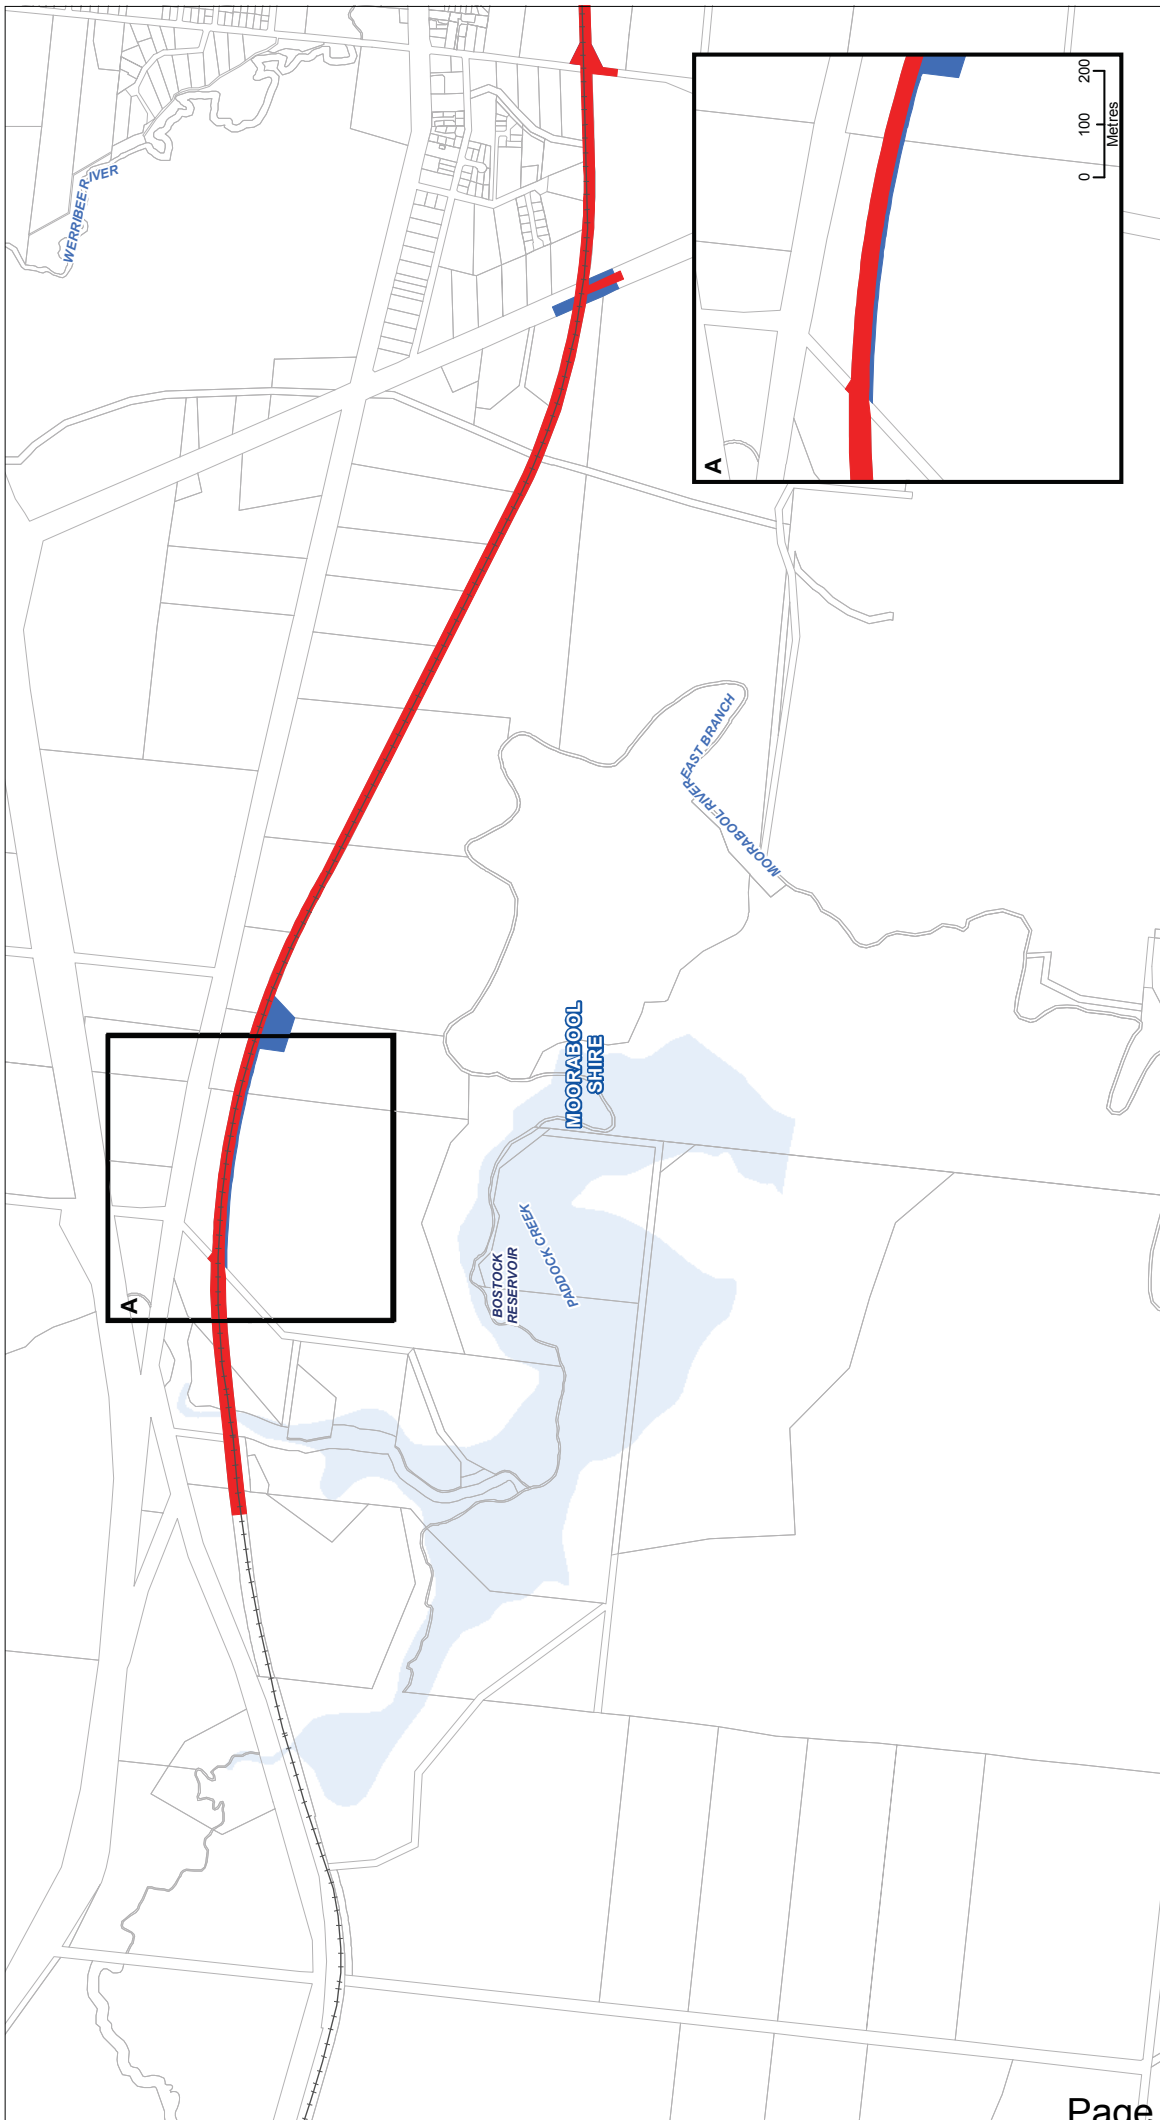 WERRIBEE RIVER
A
0 100 200
Metres
MOORABOOL RIVER EAST BRANCH
MOORABOOL
SHIRE
A
BOSTOCK
RESERVOIR
PADDOCK CREEK
Page